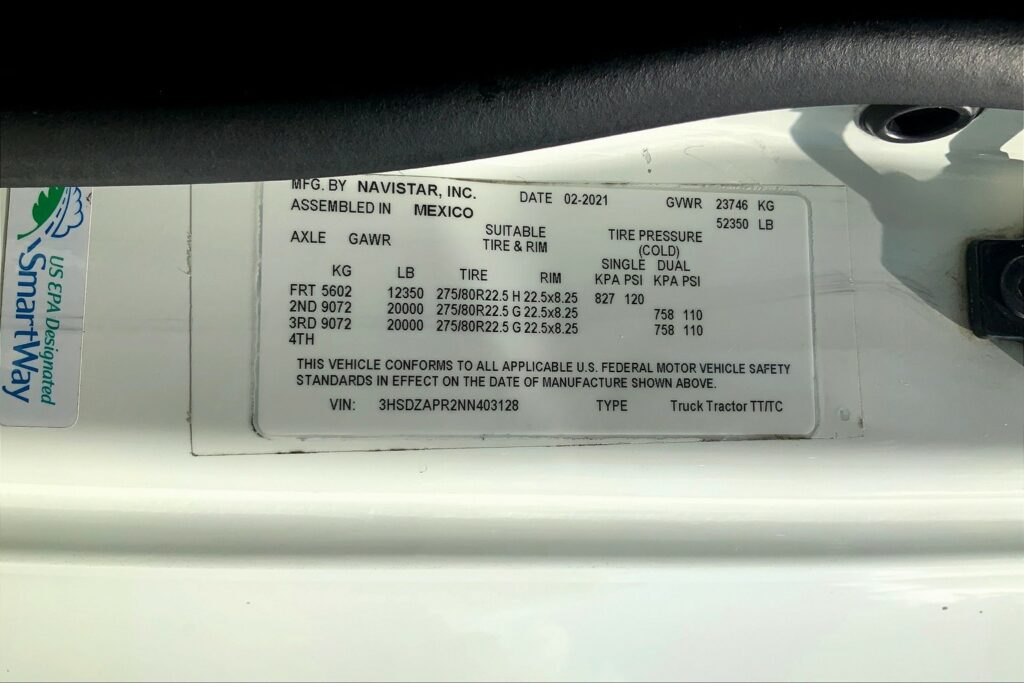 MFG. BY NAVISTAR, INC. DATE 02-2021 GVWR 23746 KG
ASSEMBLED IN MEXICO 52350 LB
AXLE GAWR SUITABLE TIRE & RIM TIRE PRESSURE (COLD)
SINGLE DUAL
KG LB TIRE RIM KPA PSI KPA PSI
FRT 5602 12350 275/80R22.5 H 22.5x8.25 827 120
2ND 9072 20000 275/80R22.5 G 22.5x8.25 758 110
3RD 9072 20000 275/80R22.5 G 22.5x8.25 758 110
4TH
THIS VEHICLE CONFORMS TO ALL APPLICABLE U.S. FEDERAL MOTOR VEHICLE SAFETY
STANDARDS IN EFFECT ON THE DATE OF MANUFACTURE SHOWN ABOVE.
VIN: 3HSDZAPR2NN403128 TYPE Truck Tractor TT/TC
US EPA Designated
SmartWay